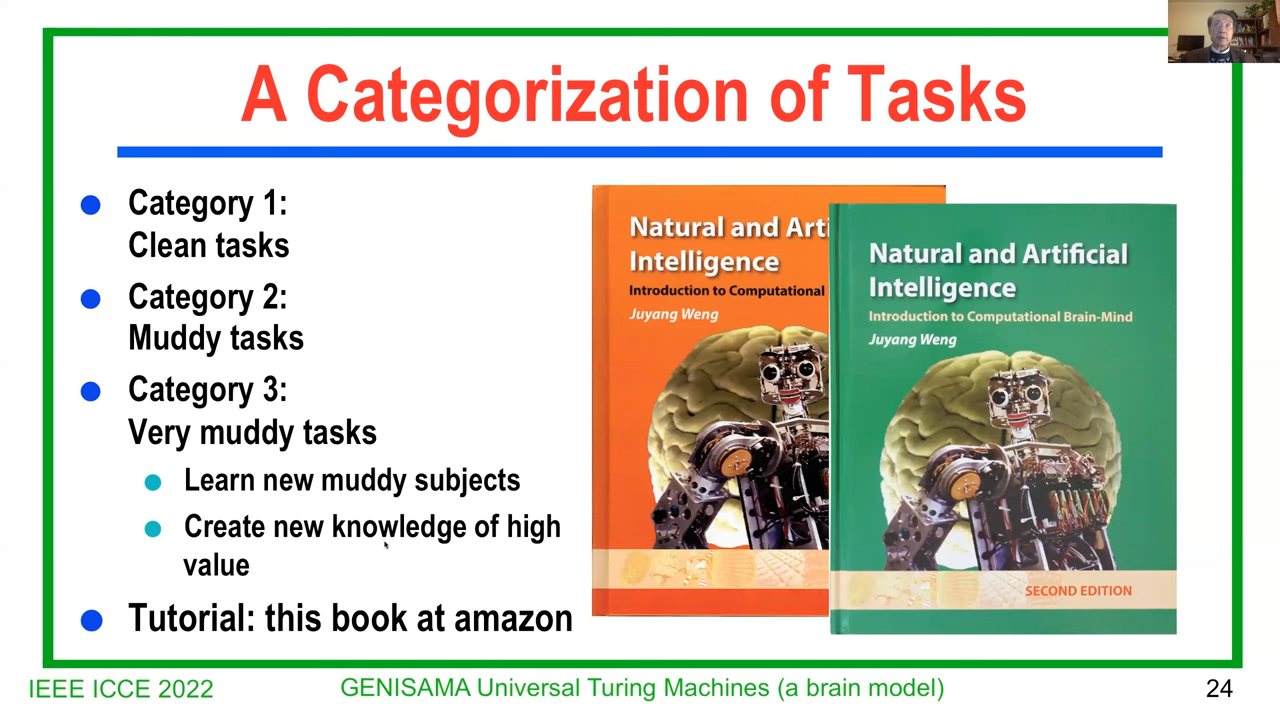 A Categorization of Tasks
Category 1:
Clean tasks
Category 2:
Muddy tasks
Category 3:
Very muddy tasks
Learn new muddy subjects
Create new knowledge of high
value
Tutorial: this book at amazon
Natural and Arti
Intelligence
Introduction to Computational
Juyang Weng
Natural and Artificial
Intelligence
Introduction to Computational Brain-Mind
Juyang Weng
SECOND EDITION
IEEE ICCE 2022
GENISAMA Universal Turing Machines (a brain model)
24